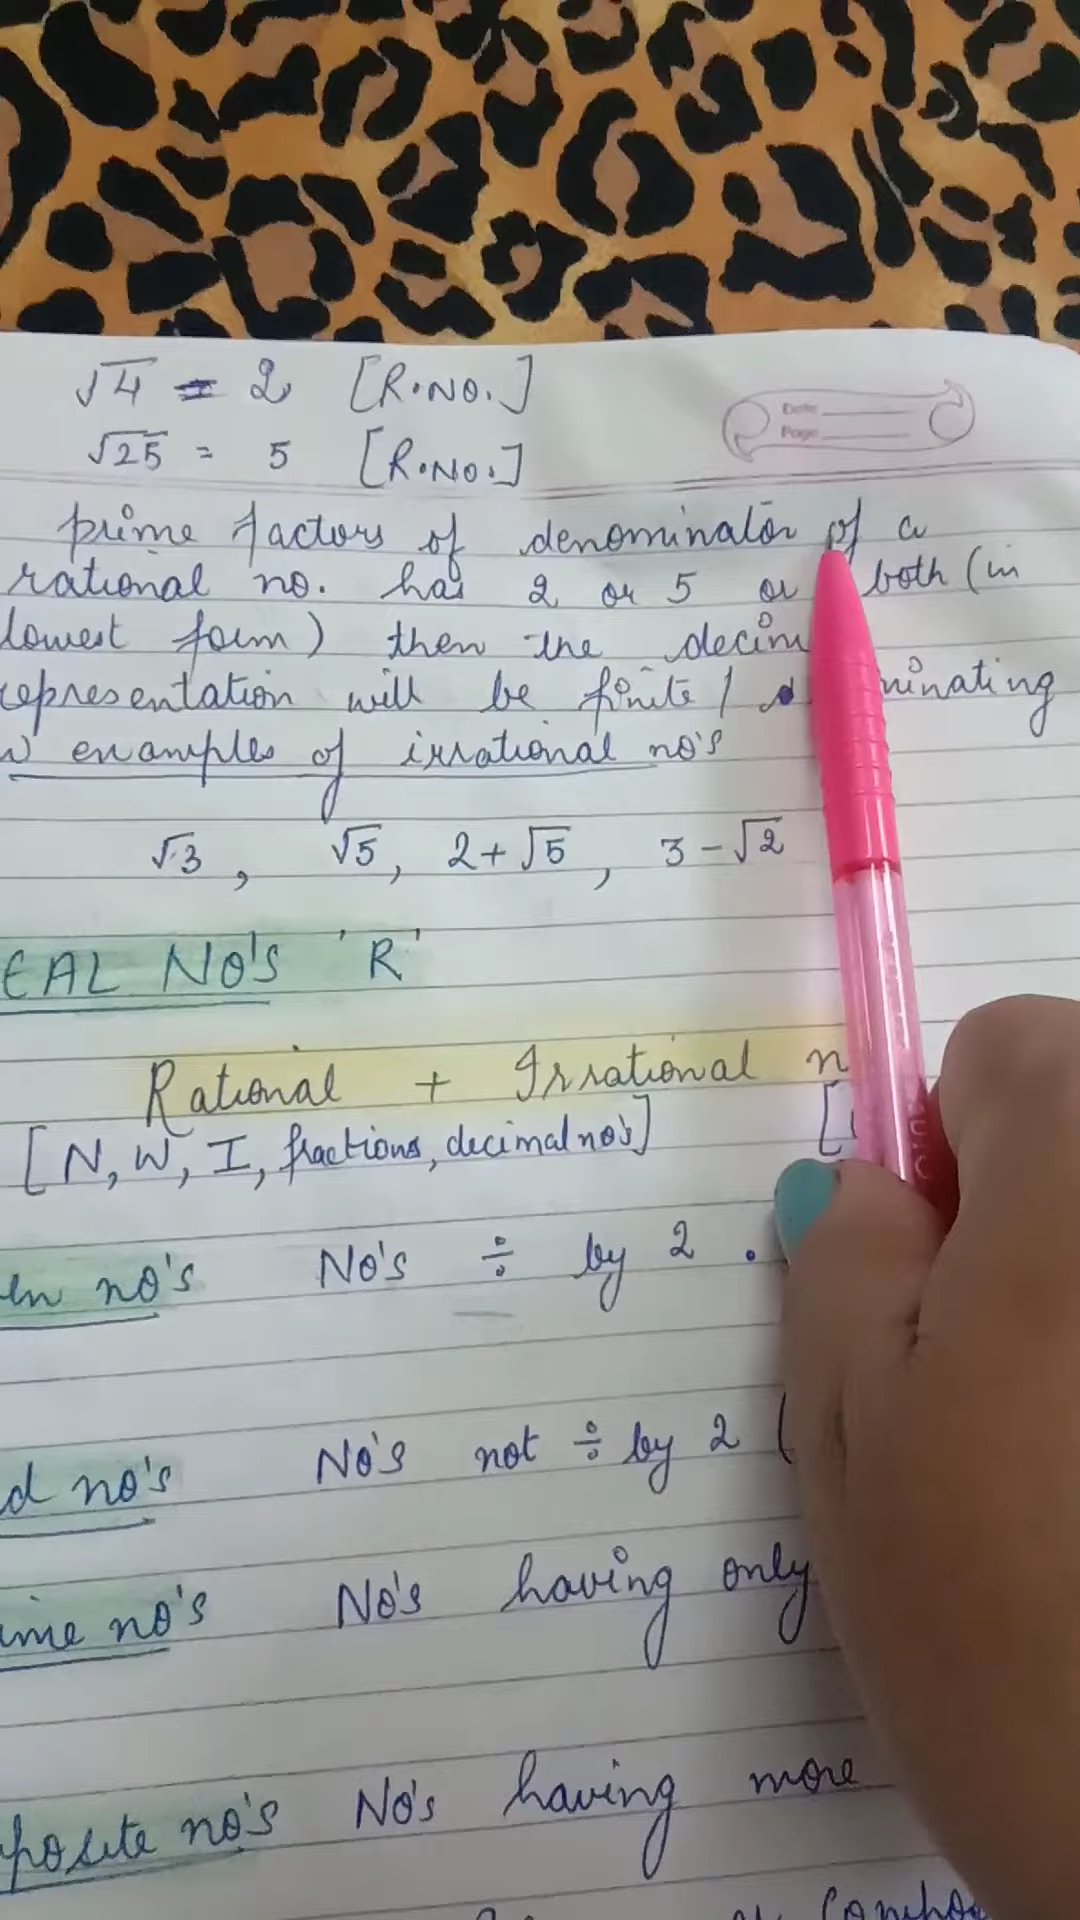 √4 = 2 [R.NO.]
Date
Page
√25 = 5 [R.NO.]
prime factors of denominator of a
rational no. has 2 or 5 or both (in
lowest form) then the decim
representation will be finite / minating
examples of irrational no's
√3, √5, 2+√5, 3-√2
EAL NO'S 'R'
Rational + Irrational n
[N, W, I, fractions, decimal no's] [
en no's No's ÷ by 2.
d no's No's not ÷ by 2 (
ime no's No's having only
posite no's No's having more